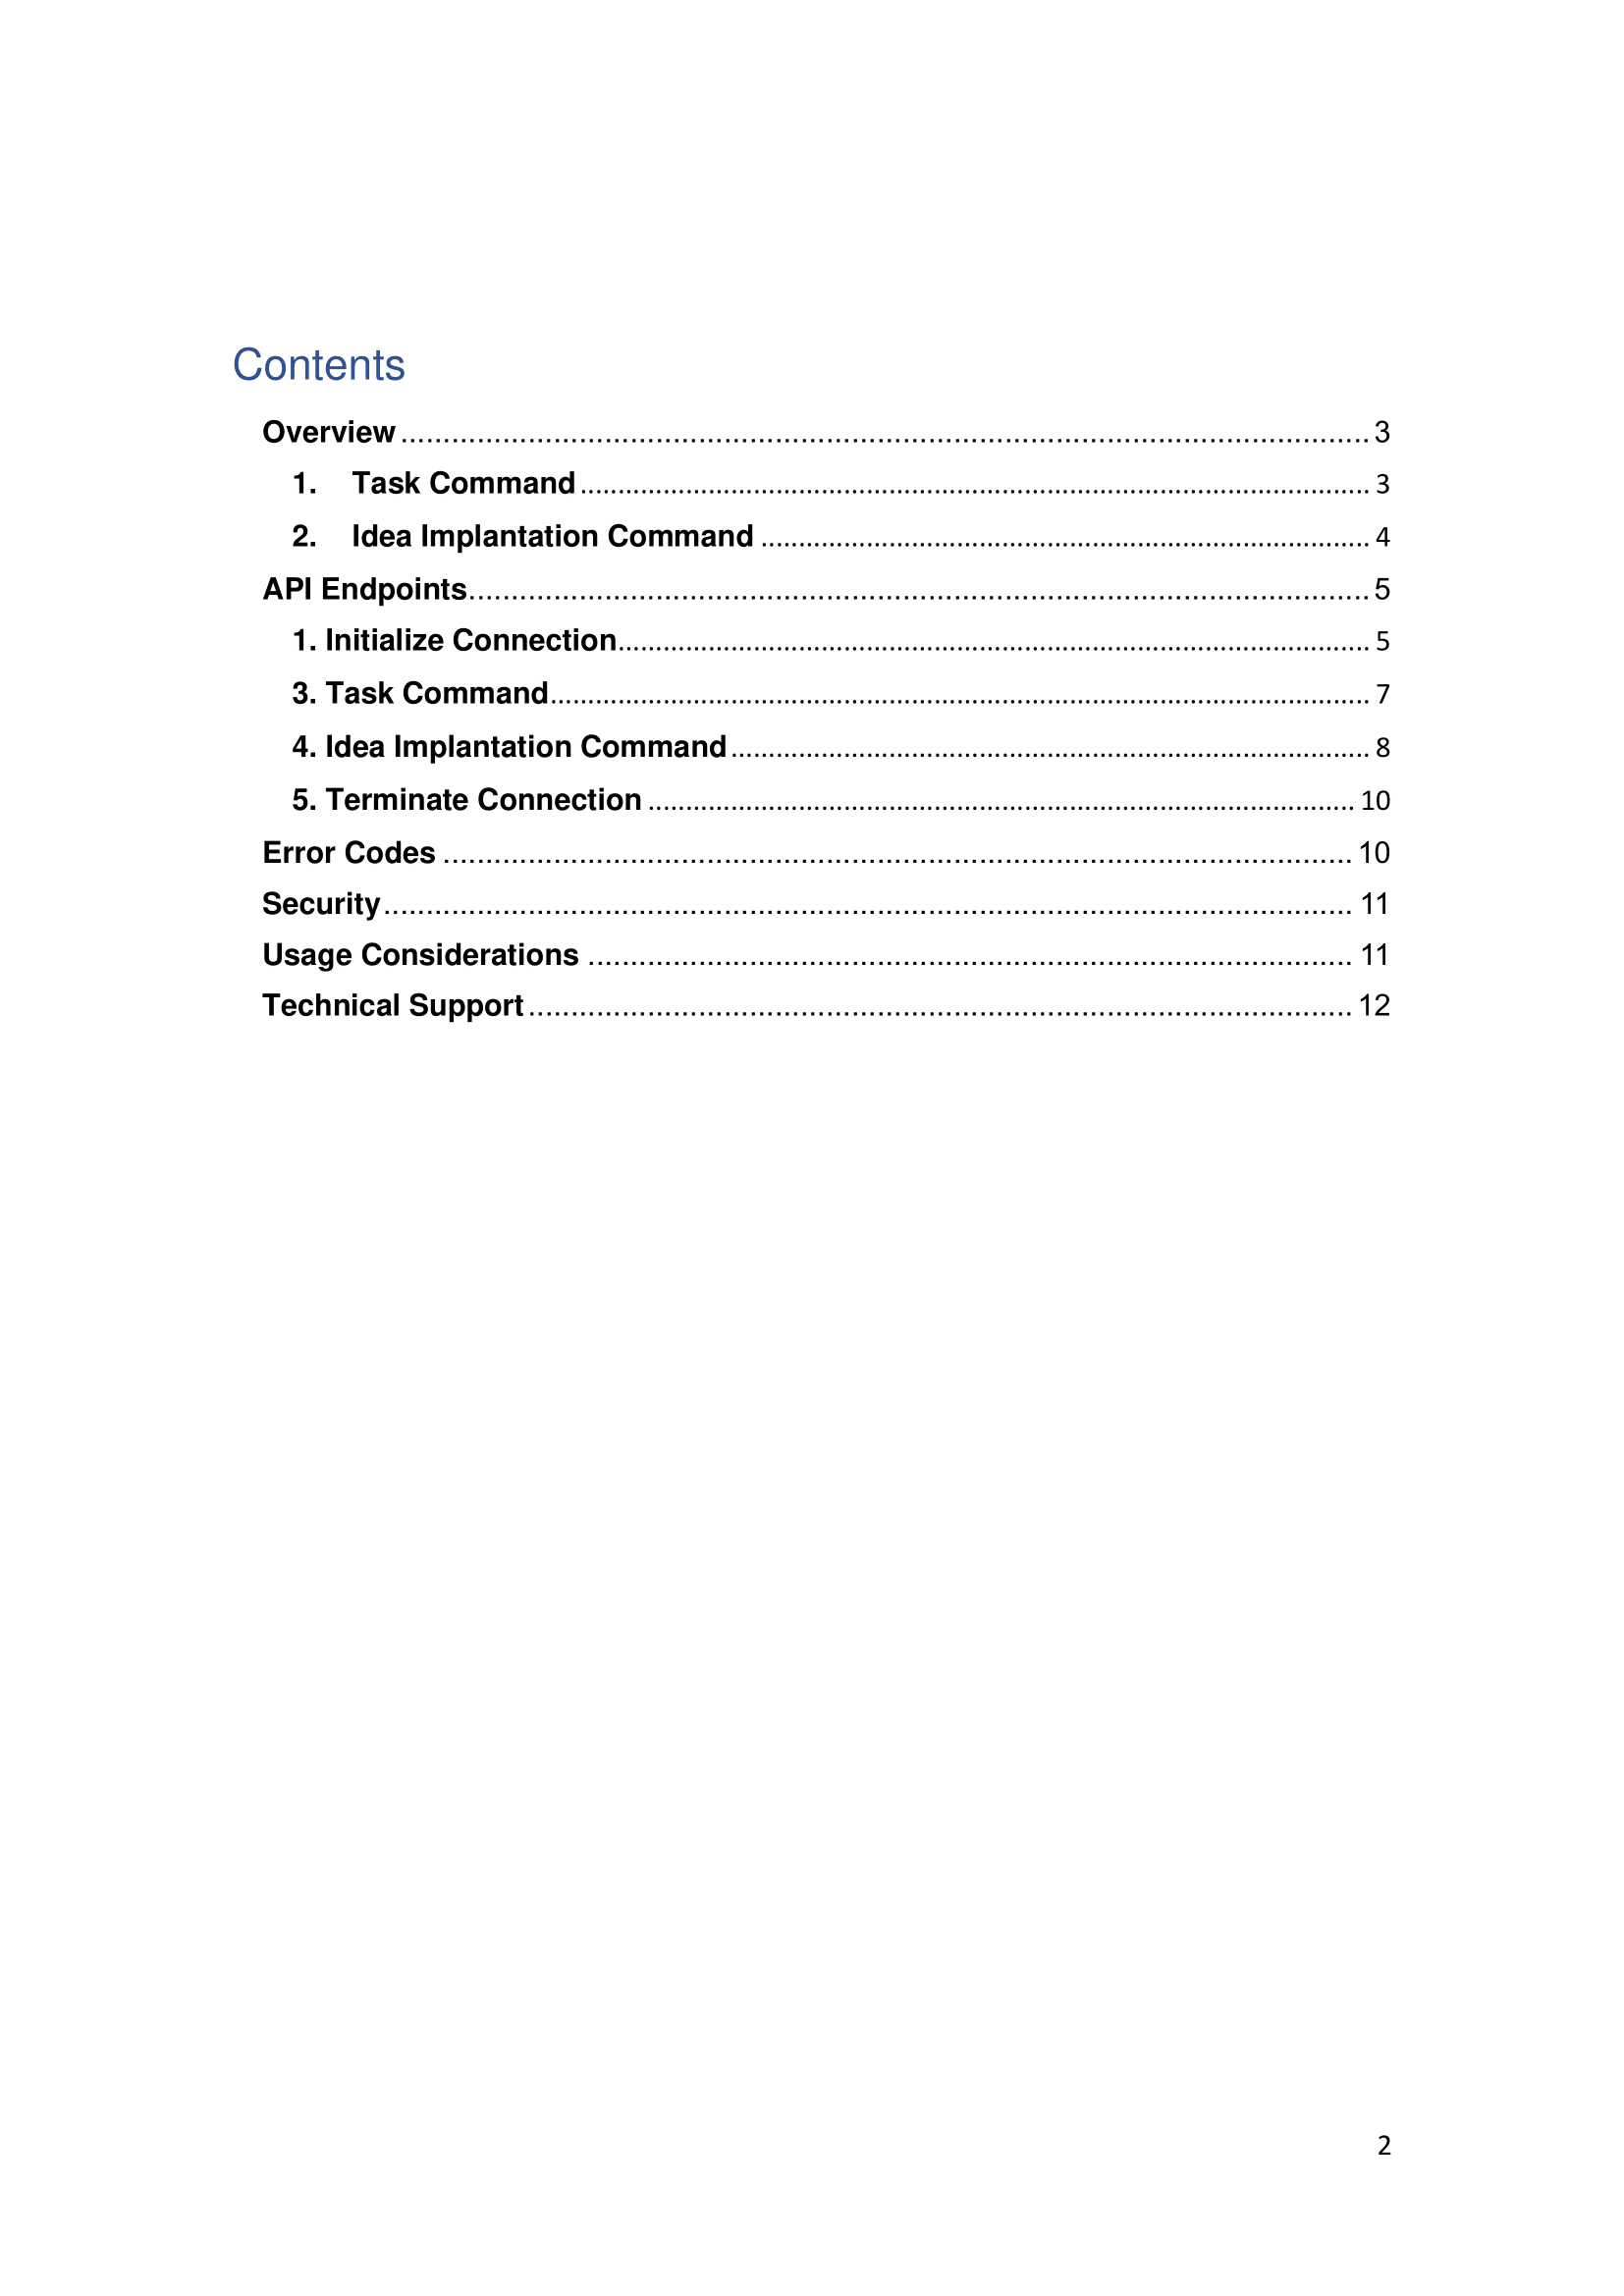 Contents
Overview........................................................................................................................3
1. Task Command........................................................................................................3
2. Idea Implantation Command................................................................................4
API Endpoints................................................................................................................5
1. Initialize Connection....................................................................................................5
3. Task Command............................................................................................................7
4. Idea Implantation Command.....................................................................................8
5. Terminate Connection..............................................................................................10
Error Codes..................................................................................................................10
Security.........................................................................................................................11
Usage Considerations..................................................................................................11
Technical Support........................................................................................................12
2